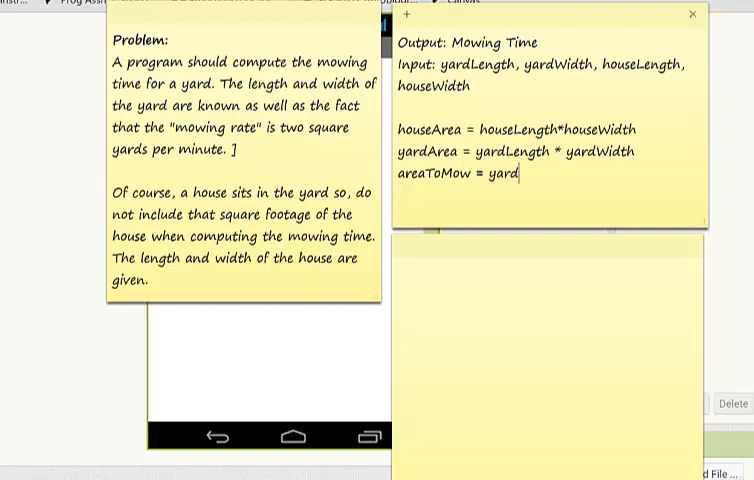 Problem:
A program should compute the mowing
time for a yard. The length and width of
the yard are known as well as the fact
that the "mowing rate" is two square
yards per minute. ]
Of course, a house sits in the yard so, do
not include that square footage of the
house when computing the mowing time.
The length and width of the house are
given.
+
×
Output: Mowing Time
Input: yardLength, yardWidth, houseLength,
houseWidth
houseArea = houseLength*houseWidth
yardArea = yardLength * yardWidth
areaToMow = yard
Delete
d File ...